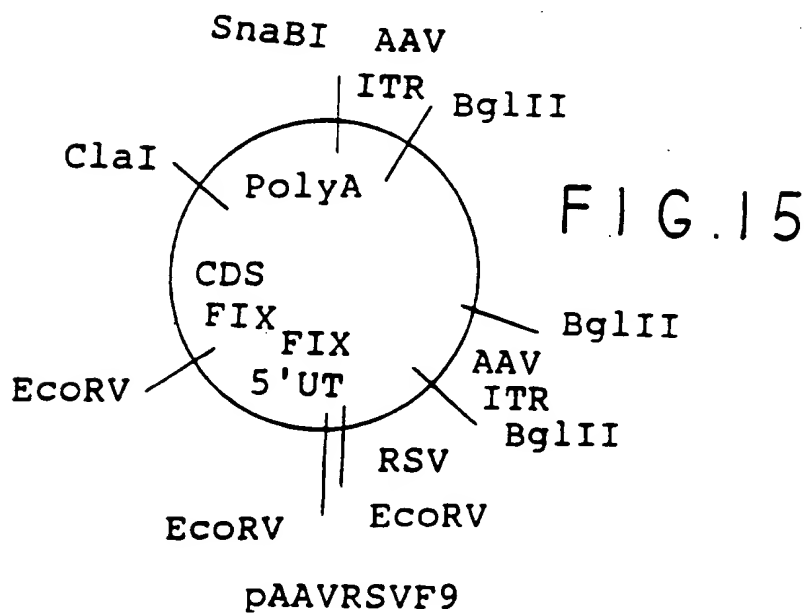 SnaBI AAV
ITR BglII
ClaI PolyA
FIG.15
CDS
FIX
FIX
5'UT
BglII
AAV
ITR
EcoRV
BglII
RSV
EcoRV EcoRV
pAAVRSVF9